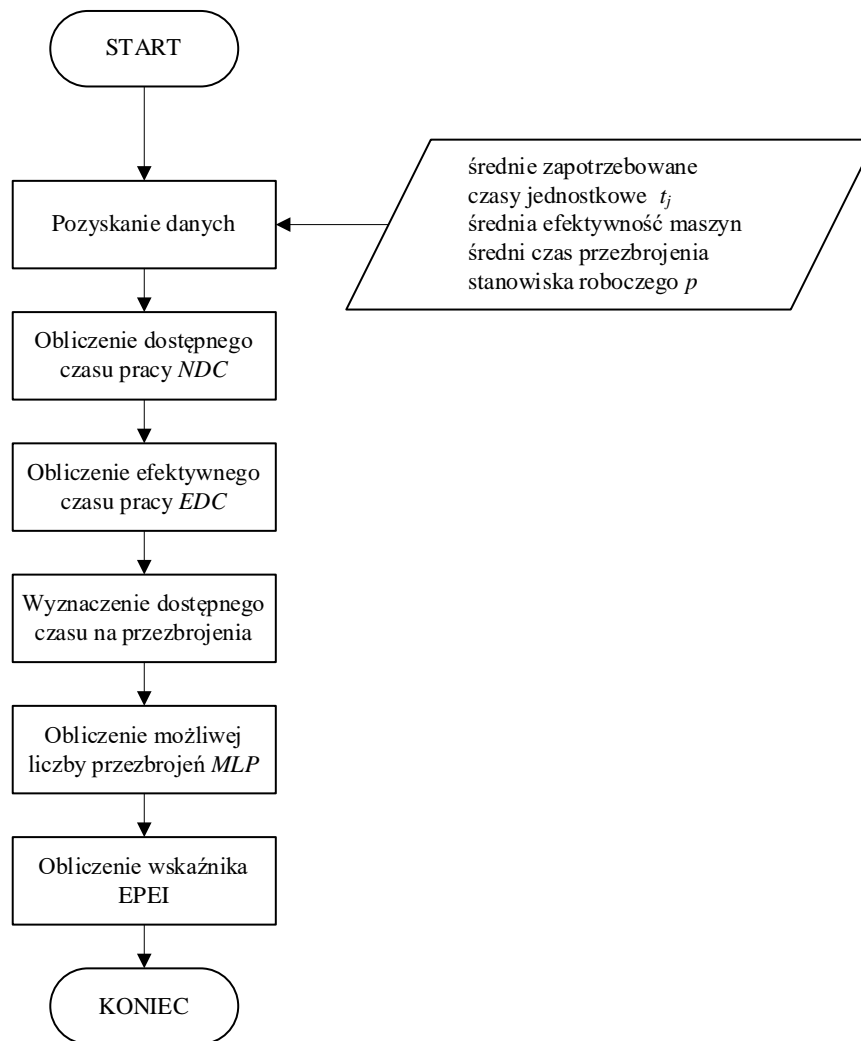 START
średnie zapotrzebowane
czasy jednostkowe tj
średnia efektywność maszyn
średni czas przezbrojenia
stanowiska roboczego p
Pozyskanie danych
Obliczenie dostępnego
czasu pracy NDC
Obliczenie efektywnego
czasu pracy EDC
Wyznaczenie dostępnego
czasu na przezbrojenia
Obliczenie możliwej
liczby przezbrojeń MLP
Obliczenie wskaźnika
EPEI
KONIEC